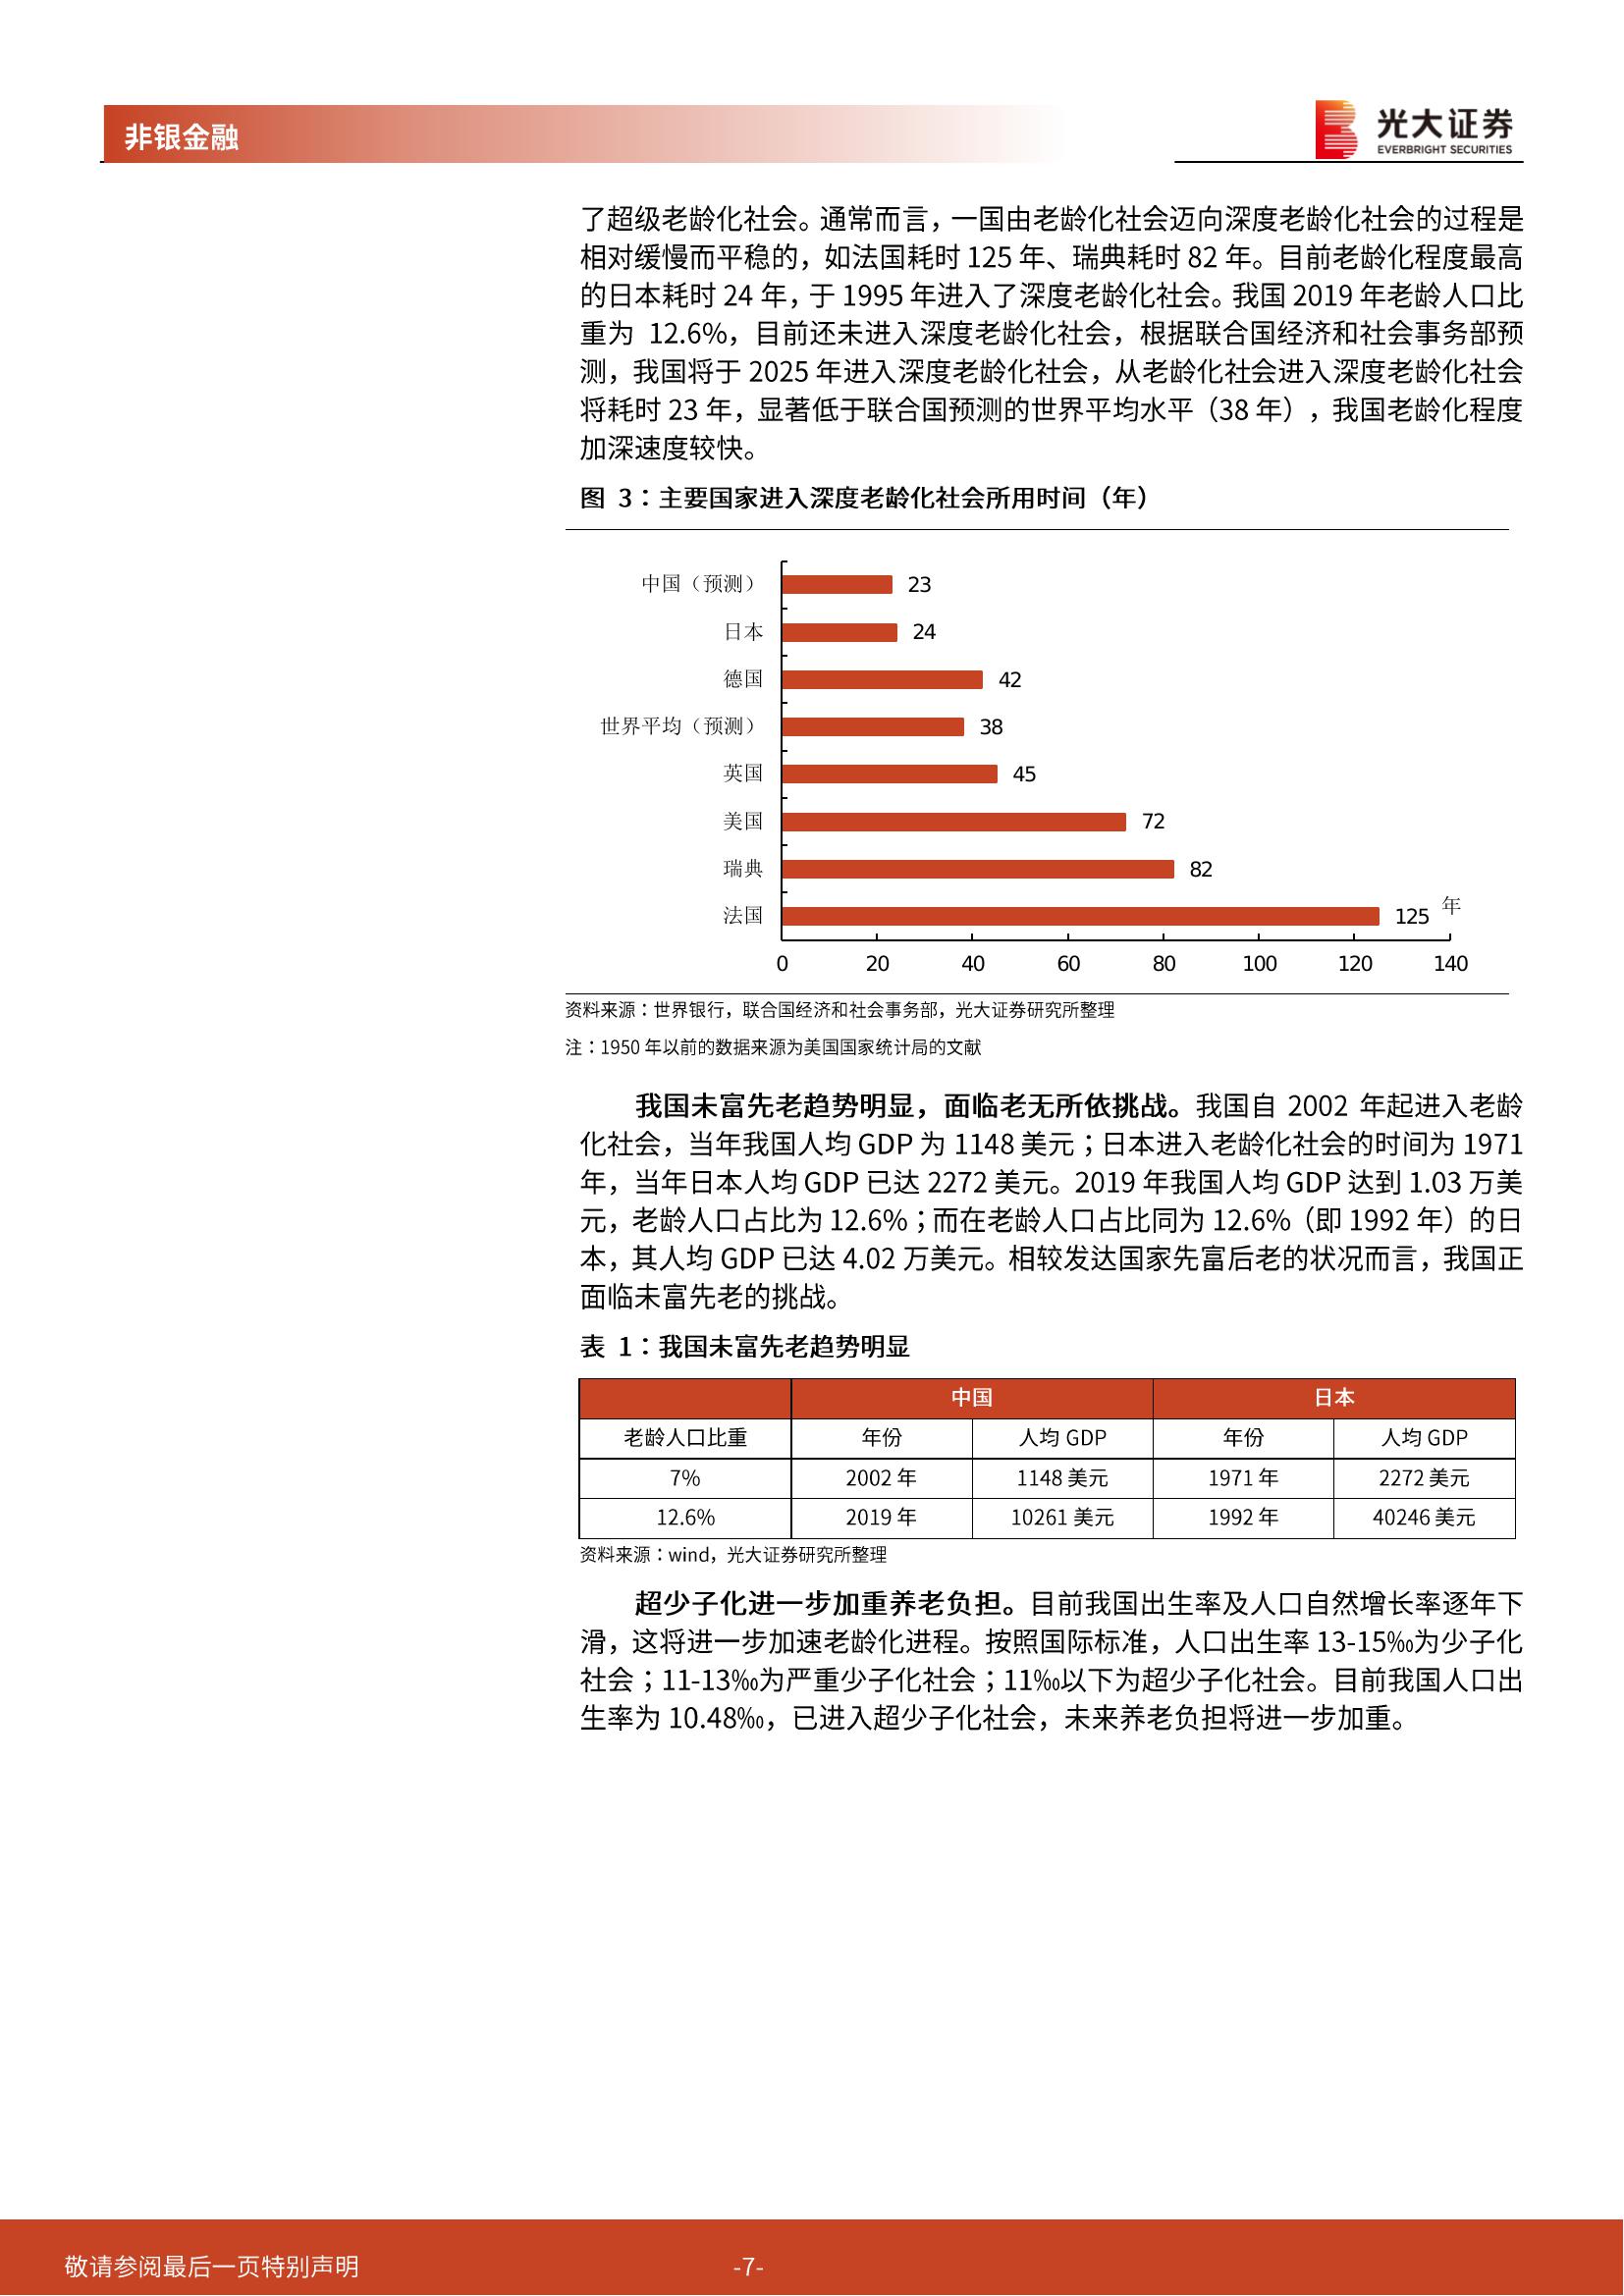 非银金融
光大证券
EVERBRIGHT SECURITIES
了超级老龄化社会。通常而言，一国由老龄化社会迈向深度老龄化社会的过程是
相对缓慢而平稳的，如法国耗时 125 年、瑞典耗时 82 年。目前老龄化程度最高
的日本耗时 24 年，于 1995 年进入了深度老龄化社会。我国 2019 年老龄人口比
重为 12.6%，目前还未进入深度老龄化社会，根据联合国经济和社会事务部预
测，我国将于 2025 年进入深度老龄化社会，从老龄化社会进入深度老龄化社会
将耗时 23 年，显著低于联合国预测的世界平均水平（38 年），我国老龄化程度
加深速度较快。
图 3：主要国家进入深度老龄化社会所用时间（年）
中国（预测） 23
日本 24
德国 42
世界平均（预测） 38
英国 45
美国 72
瑞典 82
法国 125 年
0 20 40 60 80 100 120 140
资料来源：世界银行，联合国经济和社会事务部，光大证券研究所整理
注：1950 年以前的数据来源为美国国家统计局的文献
我国未富先老趋势明显，面临老无所依挑战。我国自 2002 年起进入老龄
化社会，当年我国人均 GDP 为 1148 美元；日本进入老龄化社会的时间为 1971
年，当年日本人均 GDP 已达 2272 美元。2019 年我国人均 GDP 达到 1.03 万美
元，老龄人口占比为 12.6%；而在老龄人口占比同为 12.6%（即 1992 年）的日
本，其人均 GDP 已达 4.02 万美元。相较发达国家先富后老的状况而言，我国正
面临未富先老的挑战。
表 1：我国未富先老趋势明显
中国 日本
老龄人口比重 年份 人均 GDP 年份 人均 GDP
7% 2002 年 1148 美元 1971 年 2272 美元
12.6% 2019 年 10261 美元 1992 年 40246 美元
资料来源：wind，光大证券研究所整理
超少子化进一步加重养老负担。目前我国出生率及人口自然增长率逐年下
滑，这将进一步加速老龄化进程。按照国际标准，人口出生率 13-15‰为少子化
社会；11-13‰为严重少子化社会；11‰以下为超少子化社会。目前我国人口出
生率为 10.48‰，已进入超少子化社会，未来养老负担将进一步加重。
敬请参阅最后一页特别声明
-7-